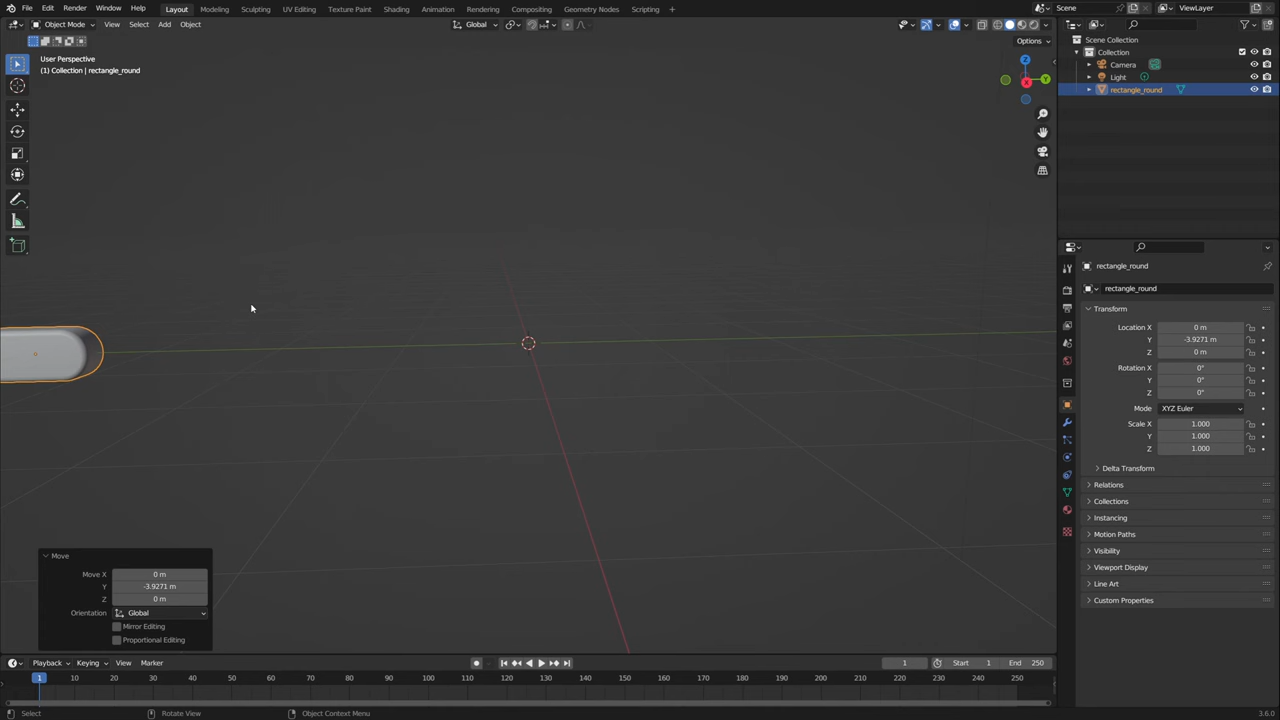 File Edit Render Window Help Layout Modeling Sculpting UV Editing Texture Paint Shading Animation Rendering Compositing Geometry Nodes Scripting + Scene ViewLayer
Object Mode View Select Add Object Global
Options
User Perspective
(1) Collection | rectangle_round
Z
Y
X
Scene Collection
Collection
Camera
Light
rectangle_round
rectangle_round
rectangle_round
Transform
Location X 0 m
Y -3.9271 m
Z 0 m
Rotation X 0°
Y 0°
Z 0°
Mode XYZ Euler
Scale X 1.000
Y 1.000
Z 1.000
Delta Transform
Relations
Collections
Instancing
Motion Paths
Visibility
Viewport Display
Line Art
Custom Properties
Move
Move X 0 m
Y -3.9271 m
Z 0 m
Orientation Global
Mirror Editing
Proportional Editing
Playback Keying View Marker 1 Start 1 End 250
1 10 20 30 40 50 60 70 80 90 100 110 120 130 140 150 160 170 180 190 200 210 220 230 240 250
Select Rotate View Object Context Menu 3.6.0